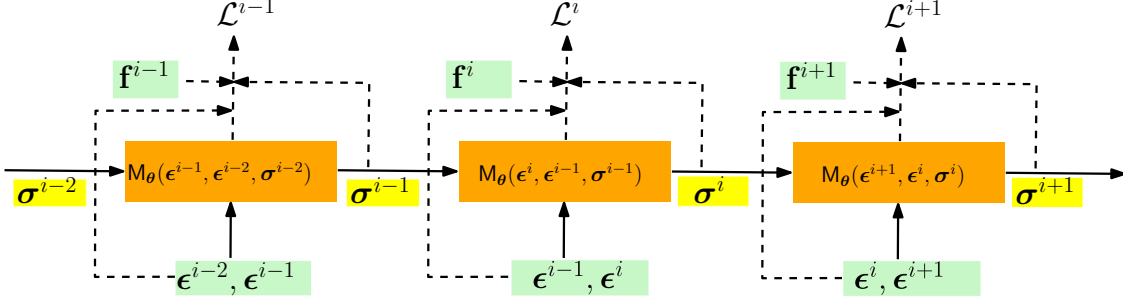 ℒ^{i−1} ℒ^{i} ℒ^{i+1}
𝐟^{i−1} 𝐟^{i} 𝐟^{i+1}
M_𝜽(𝝐^{i−1}, 𝝐^{i−2}, 𝝈^{i−2}) M_𝜽(𝝐^{i}, 𝝐^{i−1}, 𝝈^{i−1}) M_𝜽(𝝐^{i+1}, 𝝐^{i}, 𝝈^{i})
𝝈^{i−2} 𝝈^{i−1} 𝝈^{i} 𝝈^{i+1}
𝝐^{i−2}, 𝝐^{i−1} 𝝐^{i−1}, 𝝐^{i} 𝝐^{i}, 𝝐^{i+1}